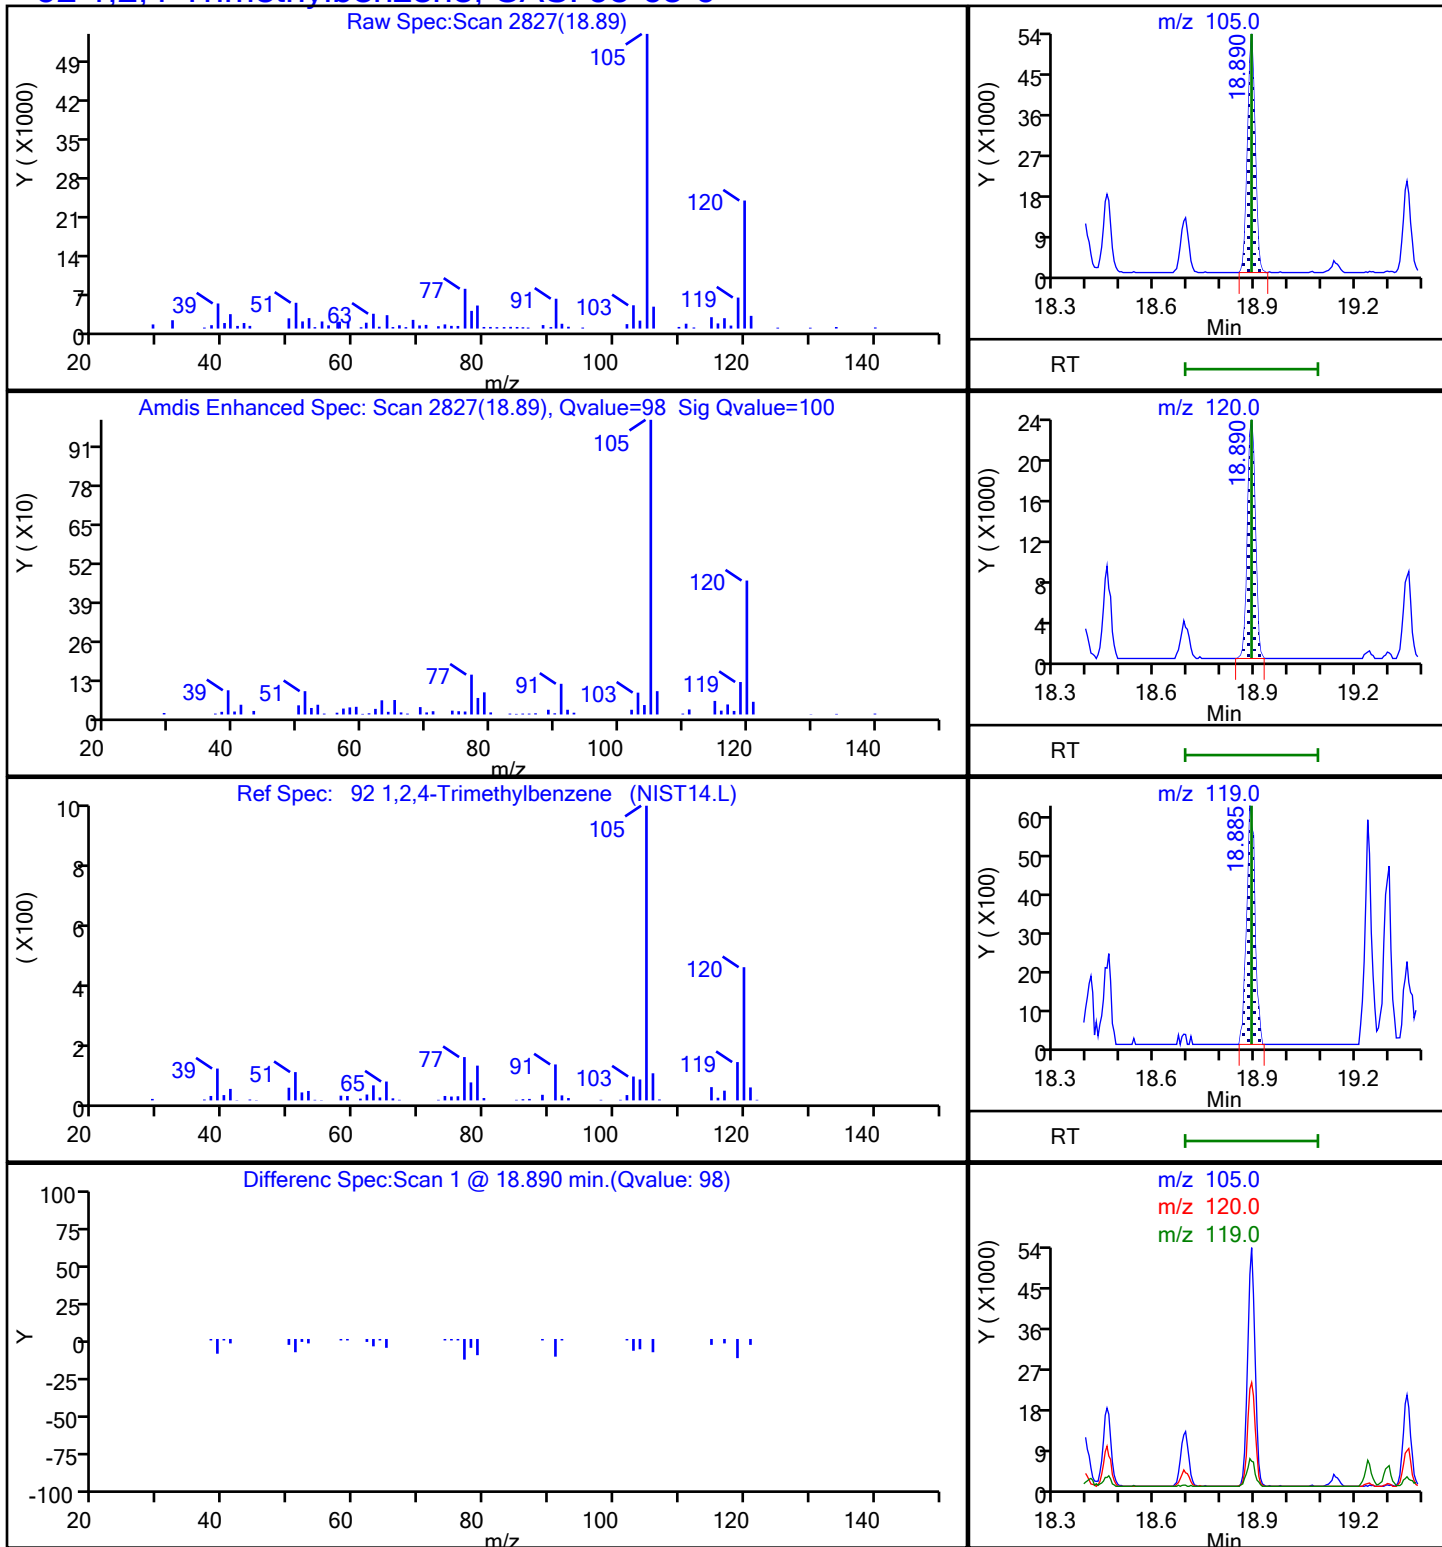 92 1,2,4-Trimethylbenzene, CAS: 95-63-6
Raw Spec:Scan 2827(18.89)
Y ( X1000)
49
42
35
28
21
14
7
0
39
51
63
77
91
103
105
119
120
20 40 60 80 100 120 140
m/z
m/z 105.0
Y ( X1000)
54
45
36
27
18
9
0
18.890
18.3 18.6 18.9 19.2
Min
RT
Amdis Enhanced Spec: Scan 2827(18.89), Qvalue=98 Sig Qvalue=100
Y ( X10)
91
78
65
52
39
26
13
0
39
51
77
91
103
105
119
120
20 40 60 80 100 120 140
m/z
m/z 120.0
Y ( X1000)
24
20
16
12
8
4
0
18.890
18.3 18.6 18.9 19.2
Min
RT
Ref Spec: 92 1,2,4-Trimethylbenzene (NIST14.L)
( X100)
10
8
6
4
2
0
39
51
65
77
91
103
105
119
120
20 40 60 80 100 120 140
m/z 119.0
Y ( X100)
60
50
40
30
20
10
0
18.885
18.3 18.6 18.9 19.2
Min
RT
Differenc Spec:Scan 1 @ 18.890 min.(Qvalue: 98)
Y
100
75
50
25
0
-25
-50
-75
-100
20 40 60 80 100 120 140
m/z
m/z 105.0
m/z 120.0
m/z 119.0
Y ( X1000)
54
45
36
27
18
9
0
18.3 18.6 18.9 19.2
Min